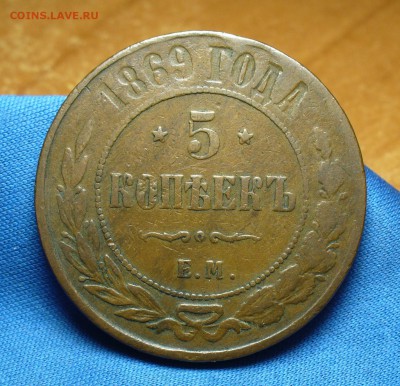 COINS.LAVE.RU
1869 ГОДА
5
КОПѢЕКЪ
Е.М.